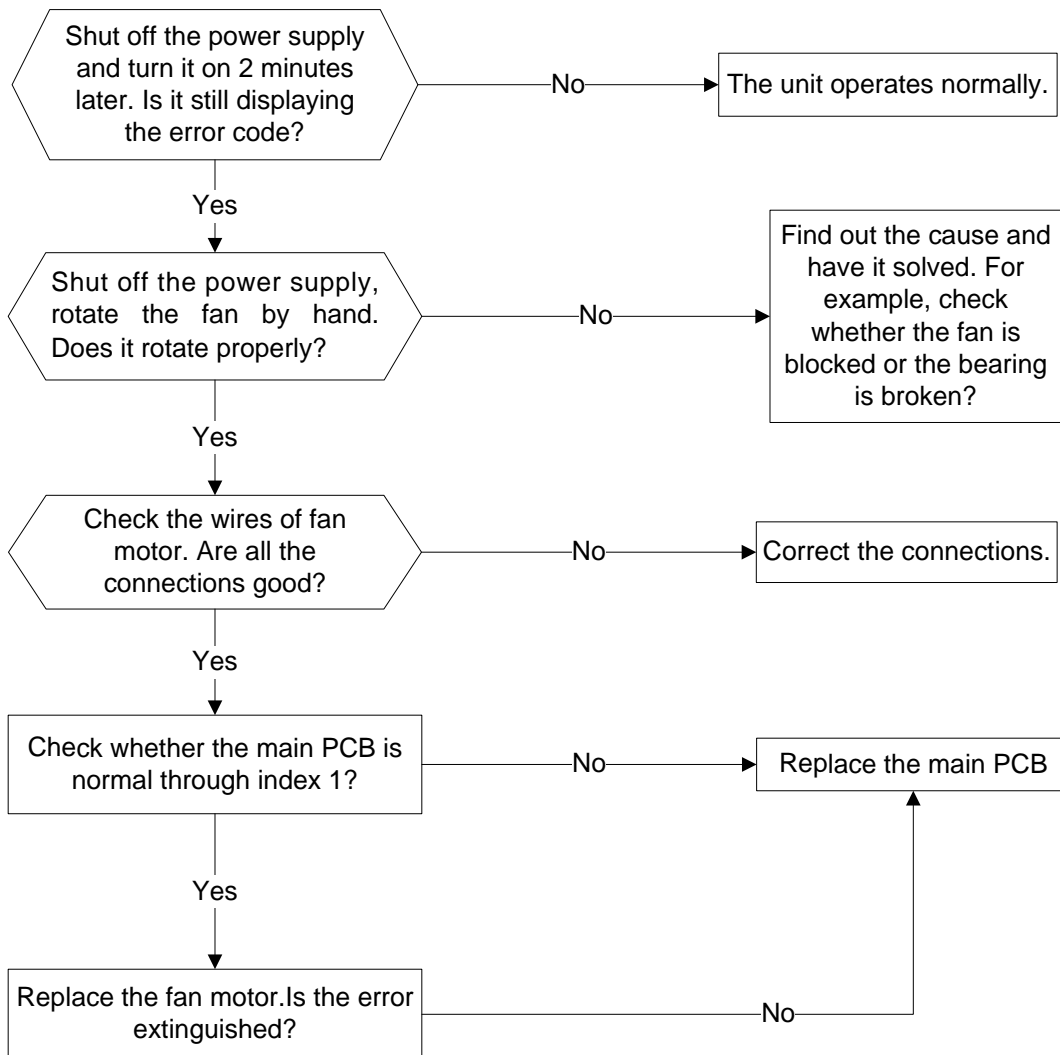 Shut off the power supply
and turn it on 2 minutes
later. Is it still displaying
the error code?
No
The unit operates normally.
Yes
Shut off the power supply,
rotate the fan by hand.
Does it rotate properly?
No
Find out the cause and
have it solved. For
example, check
whether the fan is
blocked or the bearing
is broken?
Yes
Check the wires of fan
motor. Are all the
connections good?
No
Correct the connections.
Yes
Check whether the main PCB is
normal through index 1?
No
Replace the main PCB
Yes
Replace the fan motor.Is the error
extinguished?
No